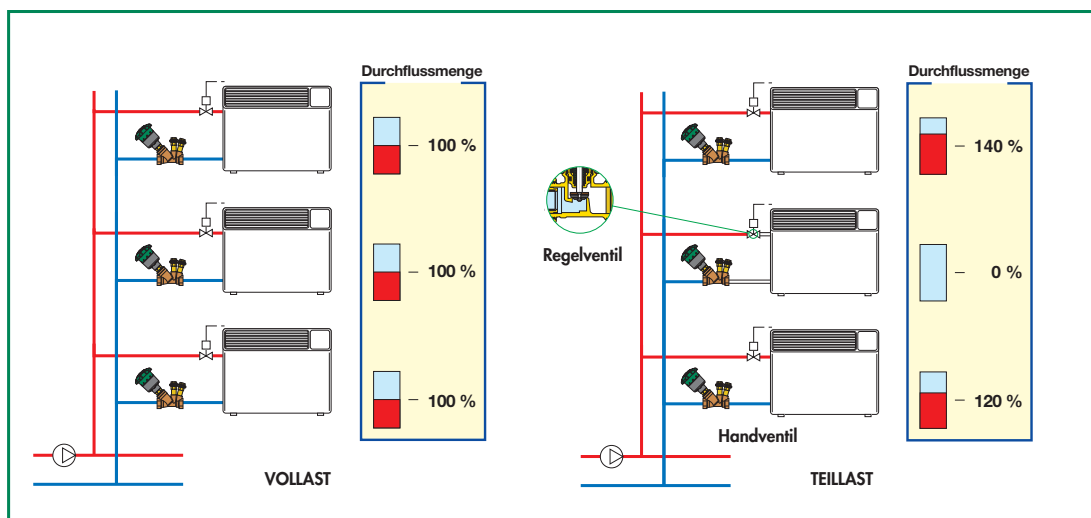 Durchflussmenge
100 %
100 %
100 %
VOLLAST
Durchflussmenge
140 %
Regelventil
0 %
120 %
Handventil
TEILLAST